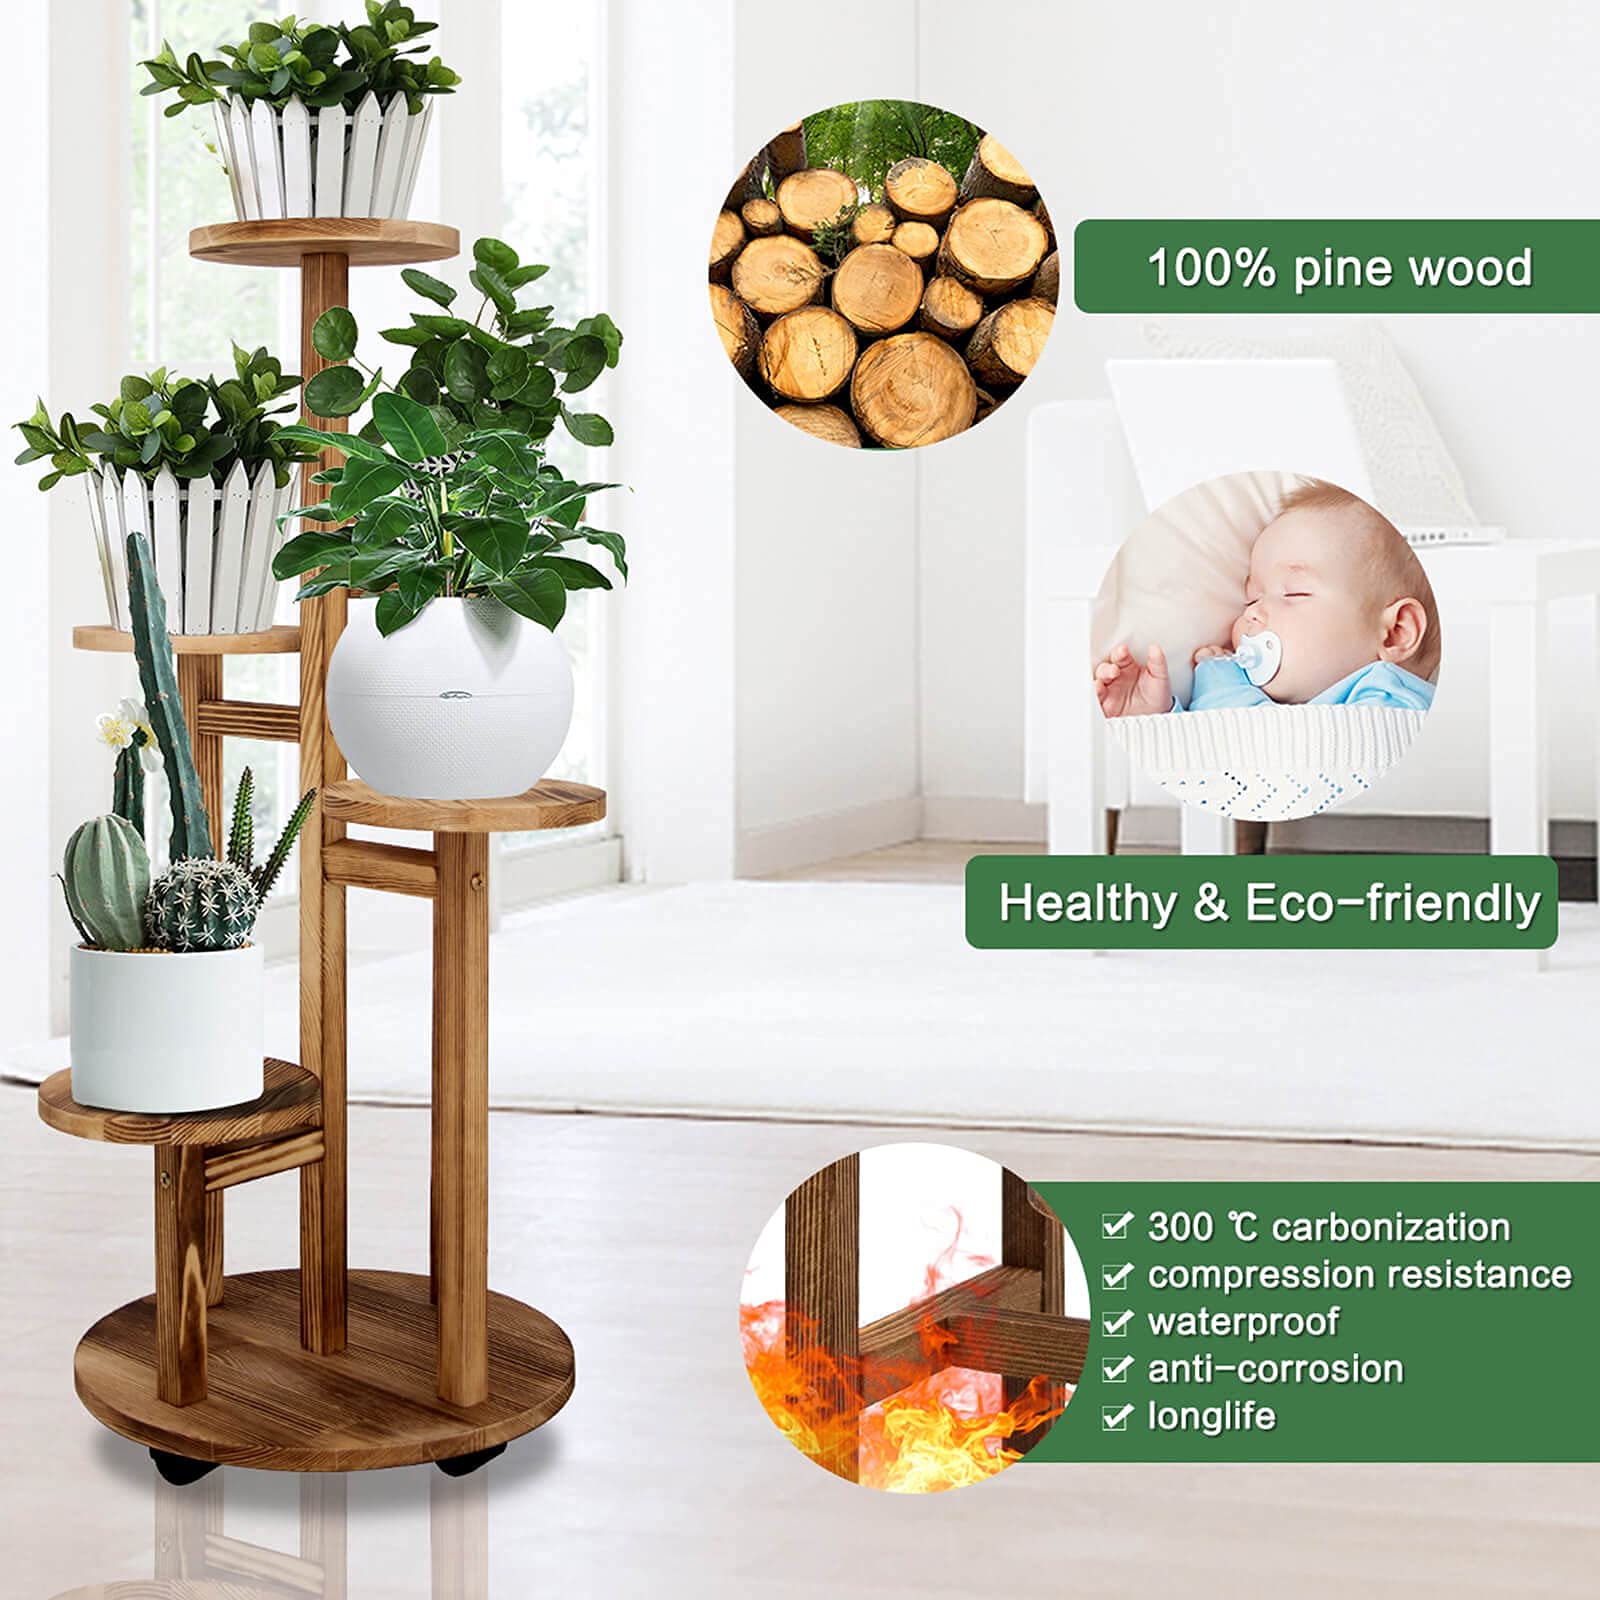 100% pine wood
Healthy & Eco-friendly
300 ℃ carbonization
compression resistance
waterproof
anti-corrosion
longlife